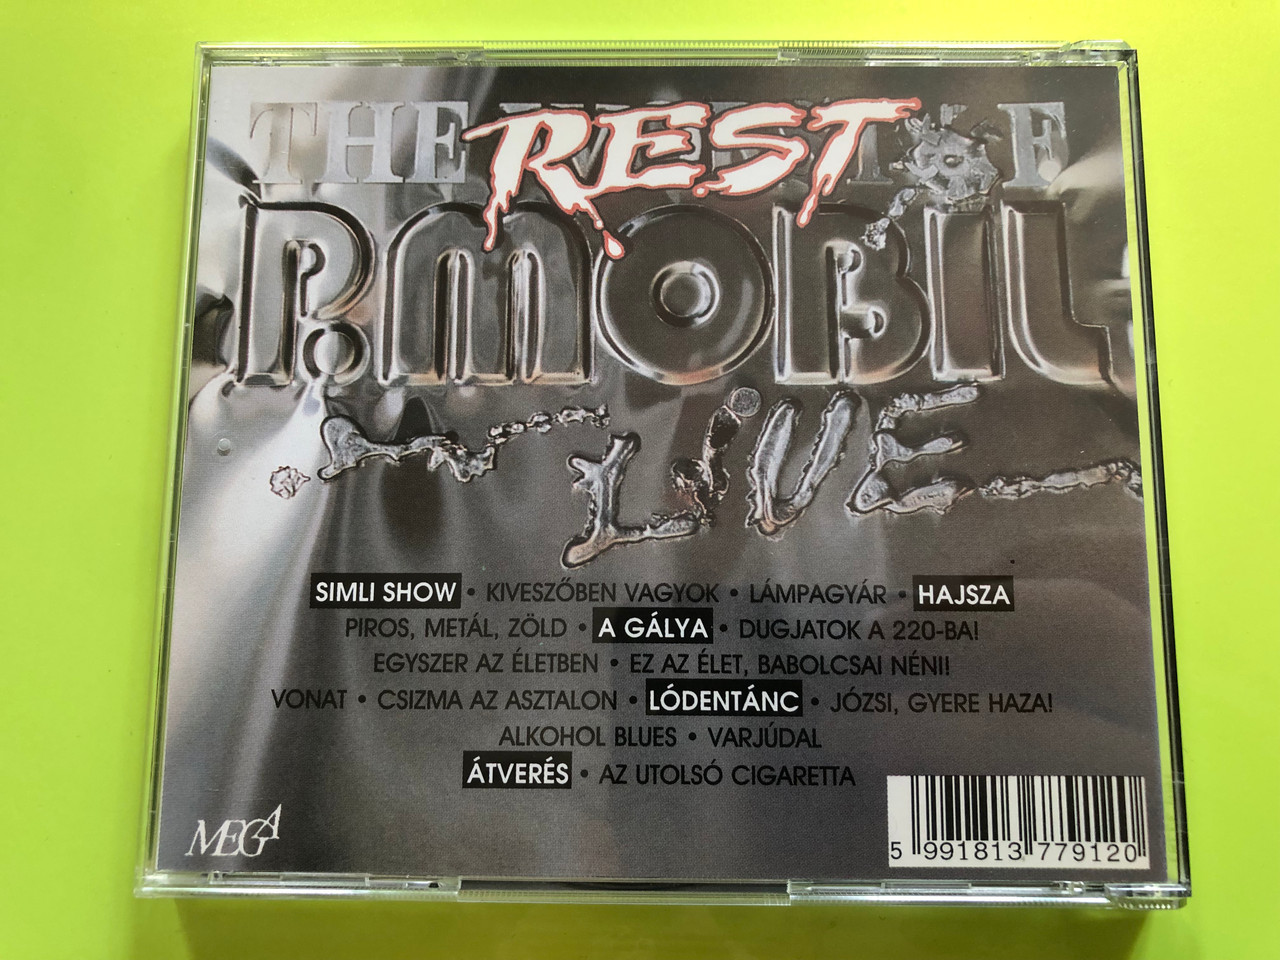 THE REST OF
P.MOBIL
LIVE
SIMLI SHOW • KIVESZŐBEN VAGYOK • LÁMPAGYÁR • HAJSZA
PIROS, METÁL, ZÖLD • A GÁLYA • DUGJATOK A 220-BA!
EGYSZER AZ ÉLETBEN • EZ AZ ÉLET, BABOLCSAI NÉNI!
VONAT • CSIZMA AZ ASZTALON • LÓDENTÁNC • JÓZSI, GYERE HAZA!
ALKOHOL BLUES • VARJÚDAL
ÁTVERÉS • AZ UTOLSÓ CIGARETTA
MEGA
5 991813 779120